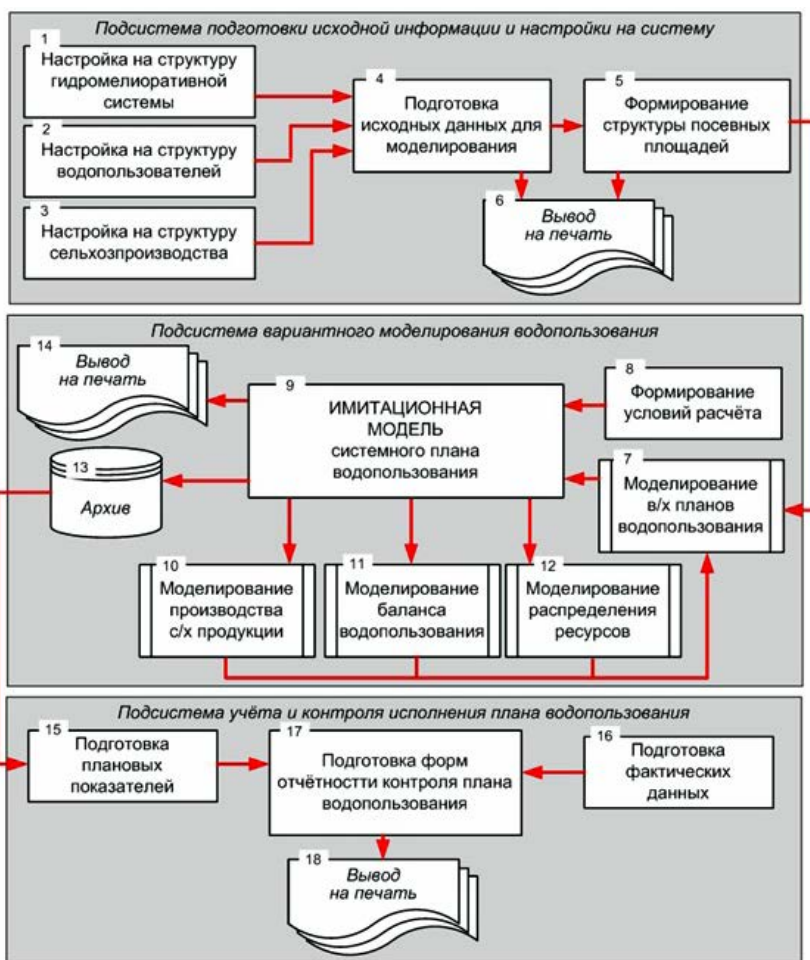 Подсистема подготовки исходной информации и настройки на систему
1
Настройка на структуру
гидромелиоративной
системы
2
Настройка на структуру
водопользователей
3
Настройка на структуру
сельхозпроизводства
4
Подготовка
исходных данных для
моделирования
5
Формирование
структуры посевных
площадей
6
Вывод
на печать
Подсистема вариантного моделирования водопользования
14
Вывод
на печать
9
ИМИТАЦИОННАЯ
МОДЕЛЬ
системного плана
водопользования
8
Формирование
условий расчёта
13
Архив
7
Моделирование
в/х планов
водопользования
10
Моделирование
производства
с/х продукции
11
Моделирование
баланса
водопользования
12
Моделирование
распределения
ресурсов
Подсистема учёта и контроля исполнения плана водопользования
15
Подготовка
плановых
показателей
17
Подготовка форм
отчётности контроля плана
водопользования
16
Подготовка
фактических
данных
18
Вывод
на печать